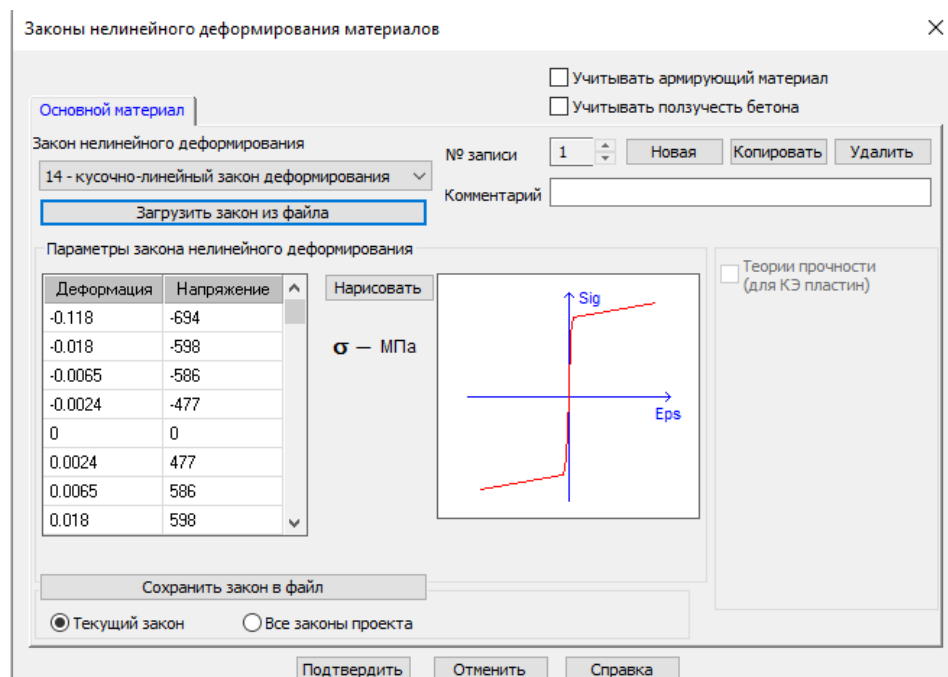 Законы нелинейного деформирования материалов
Учитывать армирующий материал
Учитывать ползучесть бетона
Основной материал
Закон нелинейного деформирования
№ записи 1 Новая Копировать Удалить
14 - кусочно-линейный закон деформирования
Комментарий
Загрузить закон из файла
Параметры закона нелинейного деформирования
Теории прочности
(для КЭ пластин)
Деформация Напряжение
Нарисовать
-0.118 -694
-0.018 -598
-0.0065 -586
-0.0024 -477
0 0
0.0024 477
0.0065 586
0.018 598
σ — МПа
Sig
Eps
Сохранить закон в файл
Текущий закон Все законы проекта
Подтвердить Отменить Справка